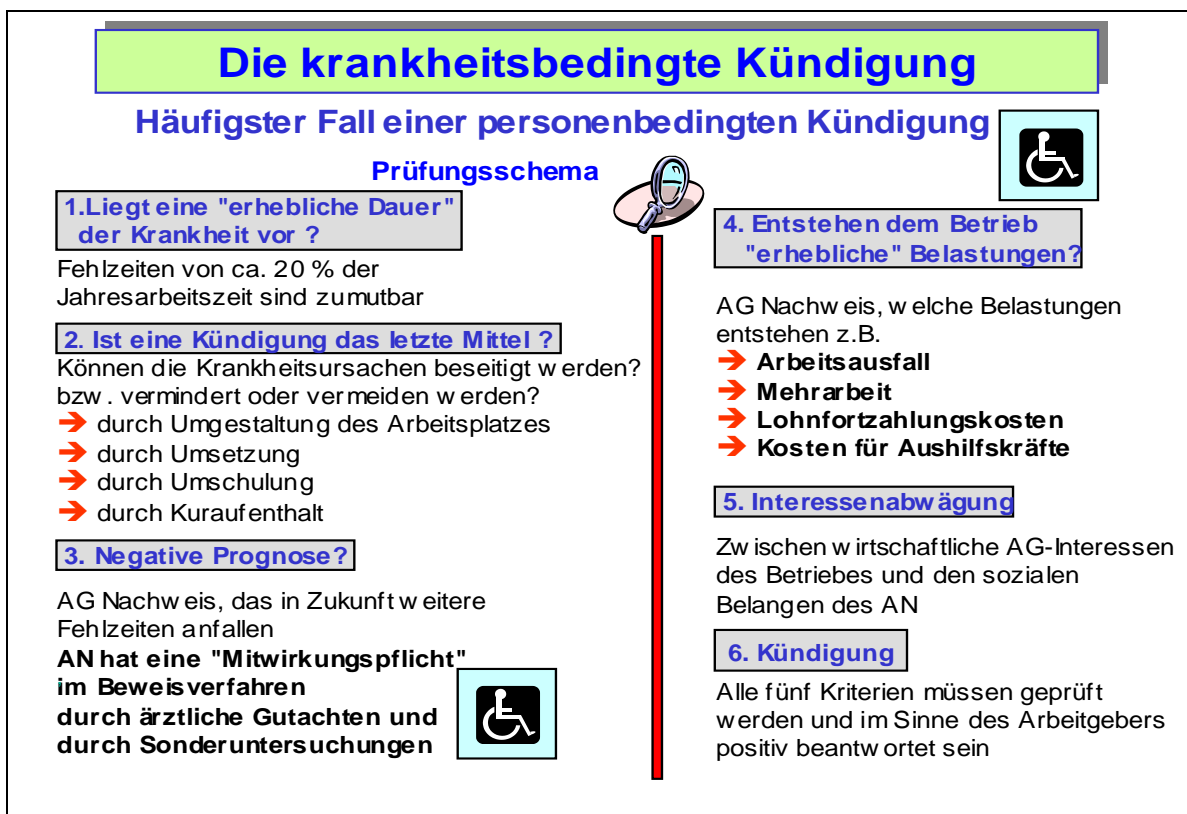 Die krankheitsbedingte Kündigung
Häufigster Fall einer personenbedingten Kündigung
Prüfungsschema
1.Liegt eine "erhebliche Dauer"
der Krankheit vor ?
Fehlzeiten von ca. 20 % der
Jahresarbeitszeit sind zumutbar
2. Ist eine Kündigung das letzte Mittel ?
Können die Krankheitsursachen beseitigt werden?
bzw. vermindert oder vermeiden werden?
➔ durch Umgestaltung des Arbeitsplatzes
➔ durch Umsetzung
➔ durch Umschulung
➔ durch Kuraufenthalt
3. Negative Prognose?
AG Nachweis, das in Zukunft weitere
Fehlzeiten anfallen
AN hat eine "Mitwirkungspflicht"
im Beweisverfahren
durch ärztliche Gutachten und
durch Sonderuntersuchungen
4. Entstehen dem Betrieb
"erhebliche" Belastungen?
AG Nachweis, welche Belastungen
entstehen z.B.
➔ Arbeitsausfall
➔ Mehrarbeit
➔ Lohnfortzahlungskosten
➔ Kosten für Aushilfskräfte
5. Interessenabwägung
Zwischen wirtschaftliche AG-Interessen
des Betriebes und den sozialen
Belangen des AN
6. Kündigung
Alle fünf Kriterien müssen geprüft
werden und im Sinne des Arbeitgebers
positiv beantwortet sein